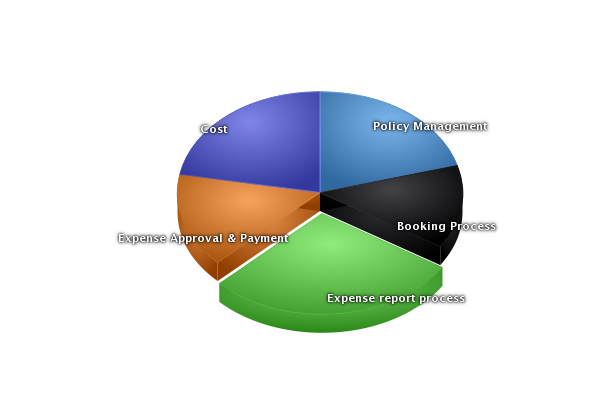 Policy Management
Cost
Booking Process
Expense Approval & Payment
Expense report process